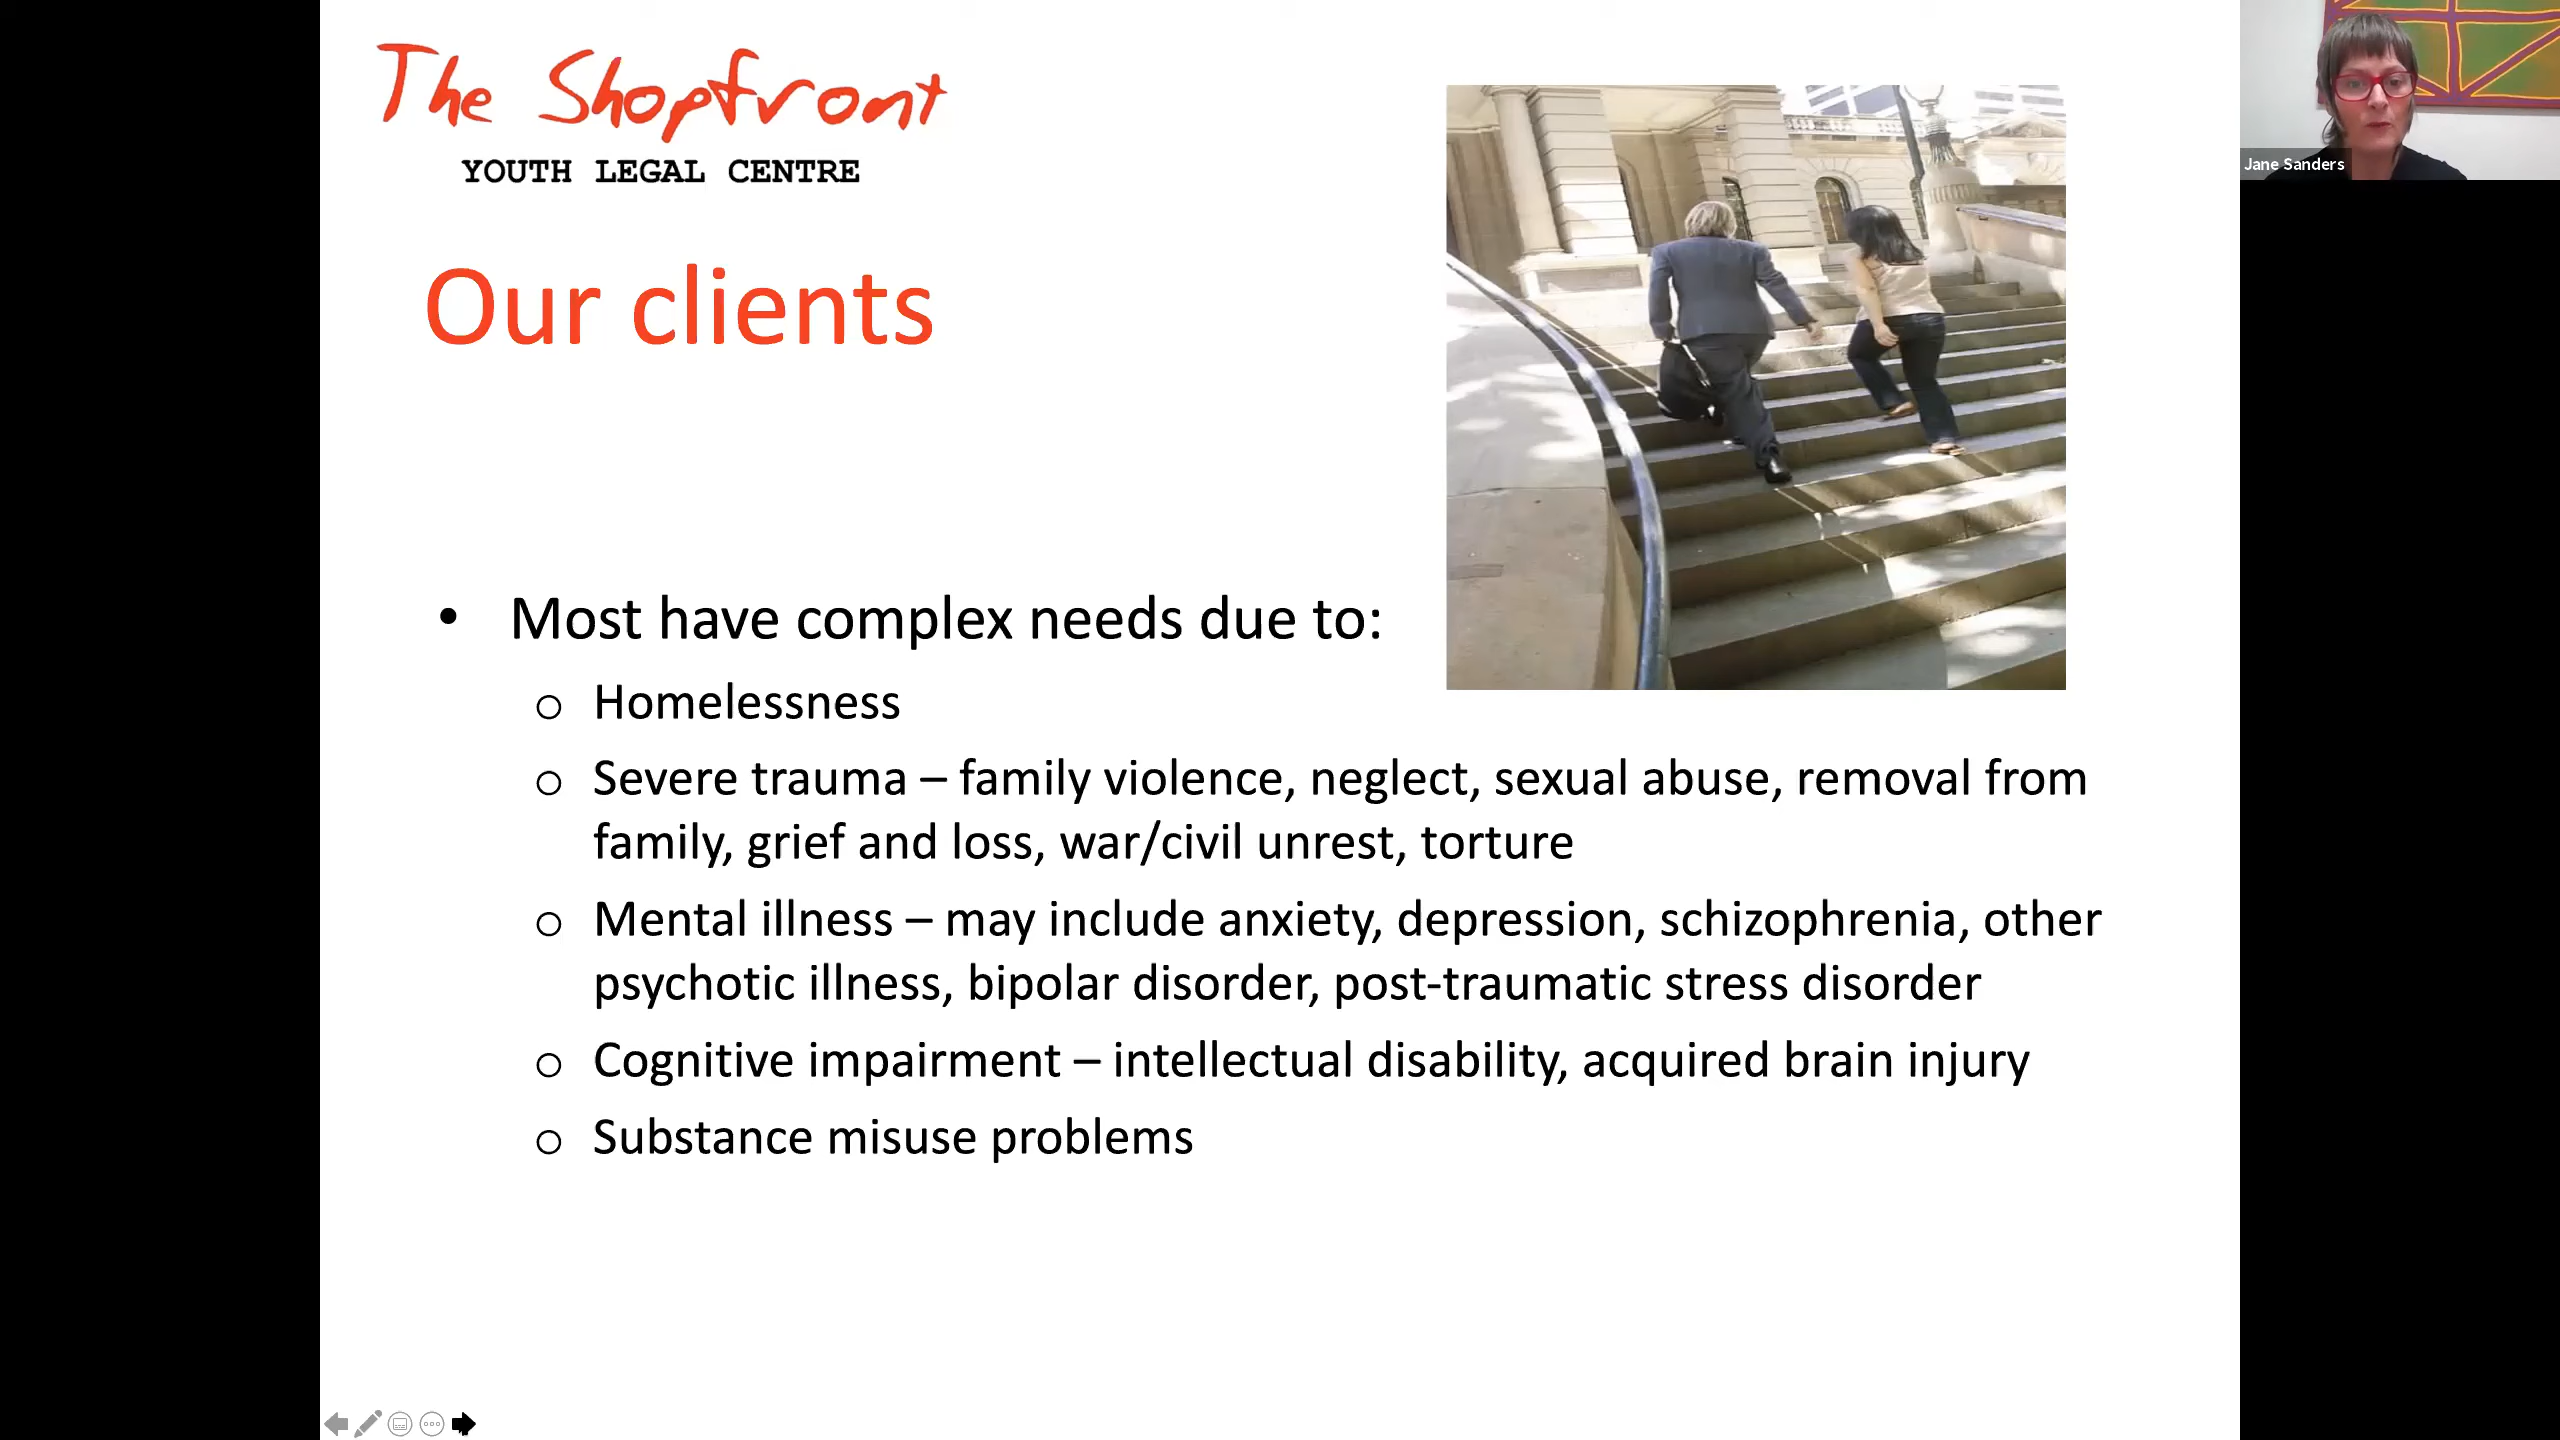 The Shopfront
YOUTH LEGAL CENTRE
Jane Sanders
Our clients
• Most have complex needs due to:
o Homelessness
o Severe trauma – family violence, neglect, sexual abuse, removal from
family, grief and loss, war/civil unrest, torture
o Mental illness – may include anxiety, depression, schizophrenia, other
psychotic illness, bipolar disorder, post-traumatic stress disorder
o Cognitive impairment – intellectual disability, acquired brain injury
o Substance misuse problems